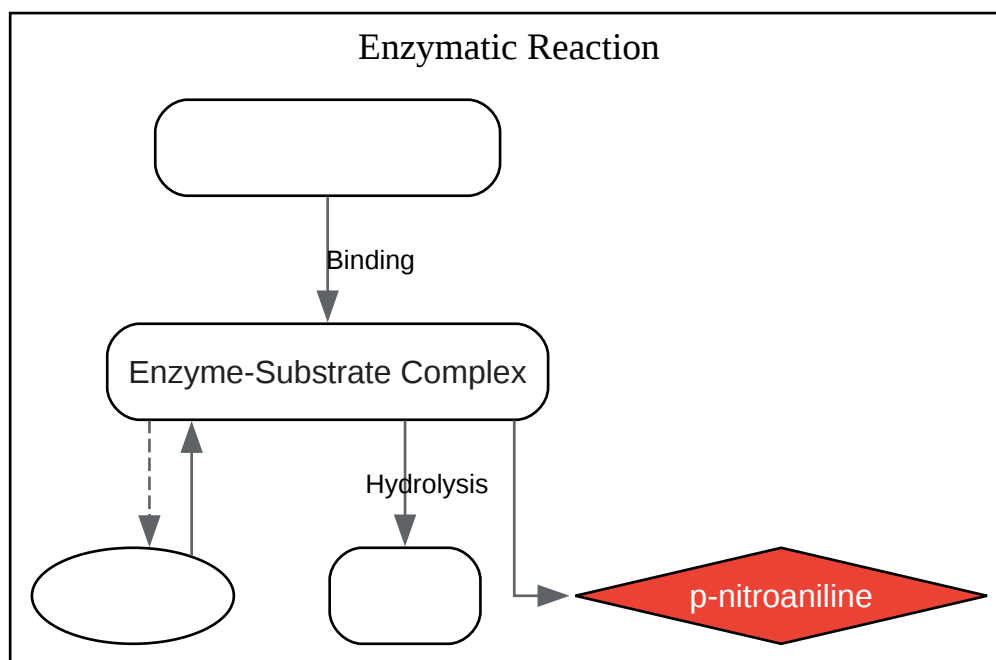 Enzymatic Reaction
Binding
Enzyme-Substrate Complex
Hydrolysis
p-nitroaniline